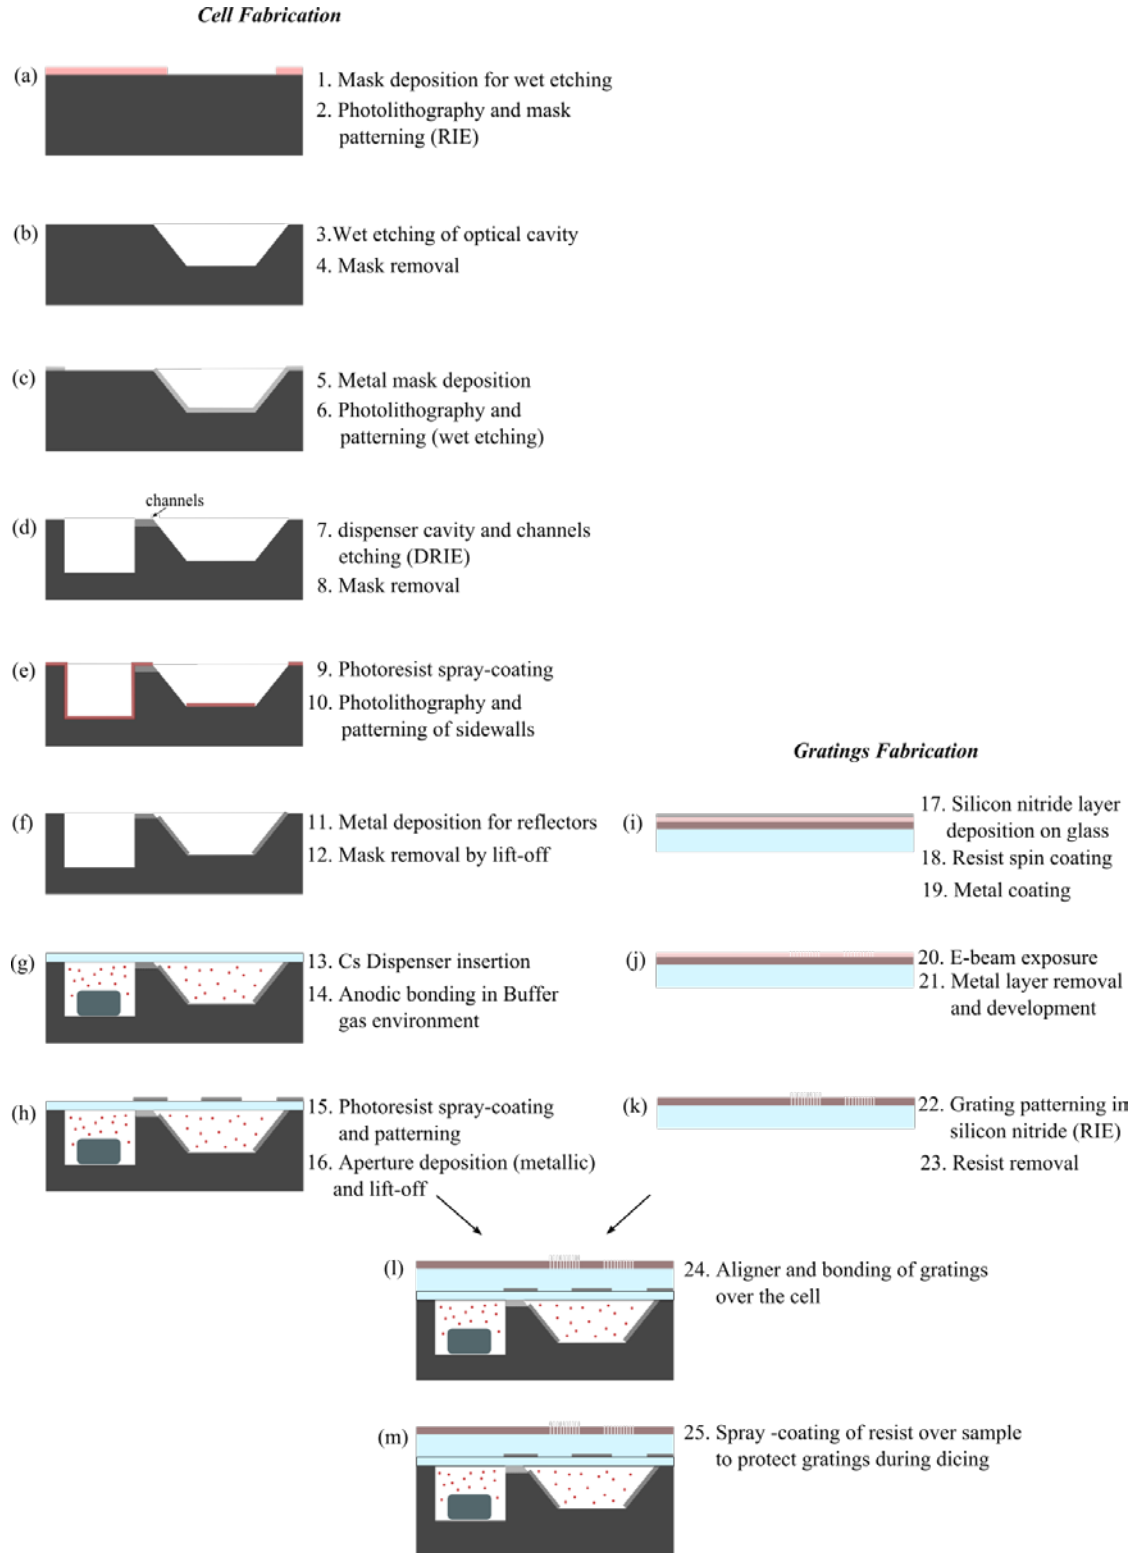 Cell Fabrication
(a)
1. Mask deposition for wet etching
2. Photolithography and mask
patterning (RIE)
(b)
3.Wet etching of optical cavity
4. Mask removal
(c)
5. Metal mask deposition
6. Photolithography and
patterning (wet etching)
channels
(d)
7. dispenser cavity and channels
etching (DRIE)
8. Mask removal
(e)
9. Photoresist spray-coating
10. Photolithography and
patterning of sidewalls
(f)
11. Metal deposition for reflectors
12. Mask removal by lift-off
(g)
13. Cs Dispenser insertion
14. Anodic bonding in Buffer
gas environment
(h)
15. Photoresist spray-coating
and patterning
16. Aperture deposition (metallic)
and lift-off
Gratings Fabrication
(i)
17. Silicon nitride layer
deposition on glass
18. Resist spin coating
19. Metal coating
(j)
20. E-beam exposure
21. Metal layer removal
and development
(k)
22. Grating patterning in
silicon nitride (RIE)
23. Resist removal
(l)
24. Aligner and bonding of gratings
over the cell
(m)
25. Spray -coating of resist over sample
to protect gratings during dicing